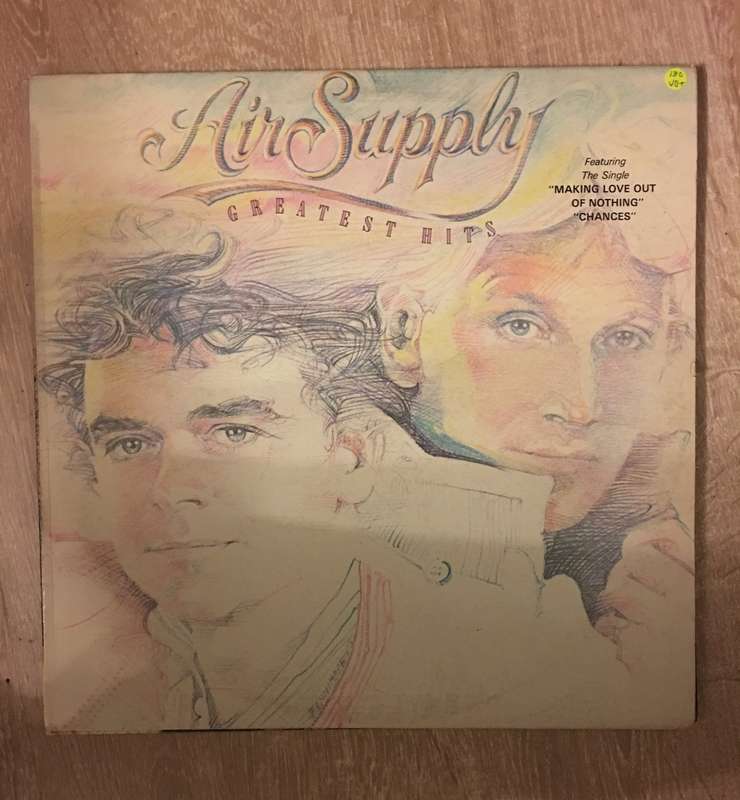 Air Supply
GREATEST HITS
Featuring
The Single
"MAKING LOVE OUT
OF NOTHING"
"CHANCES"